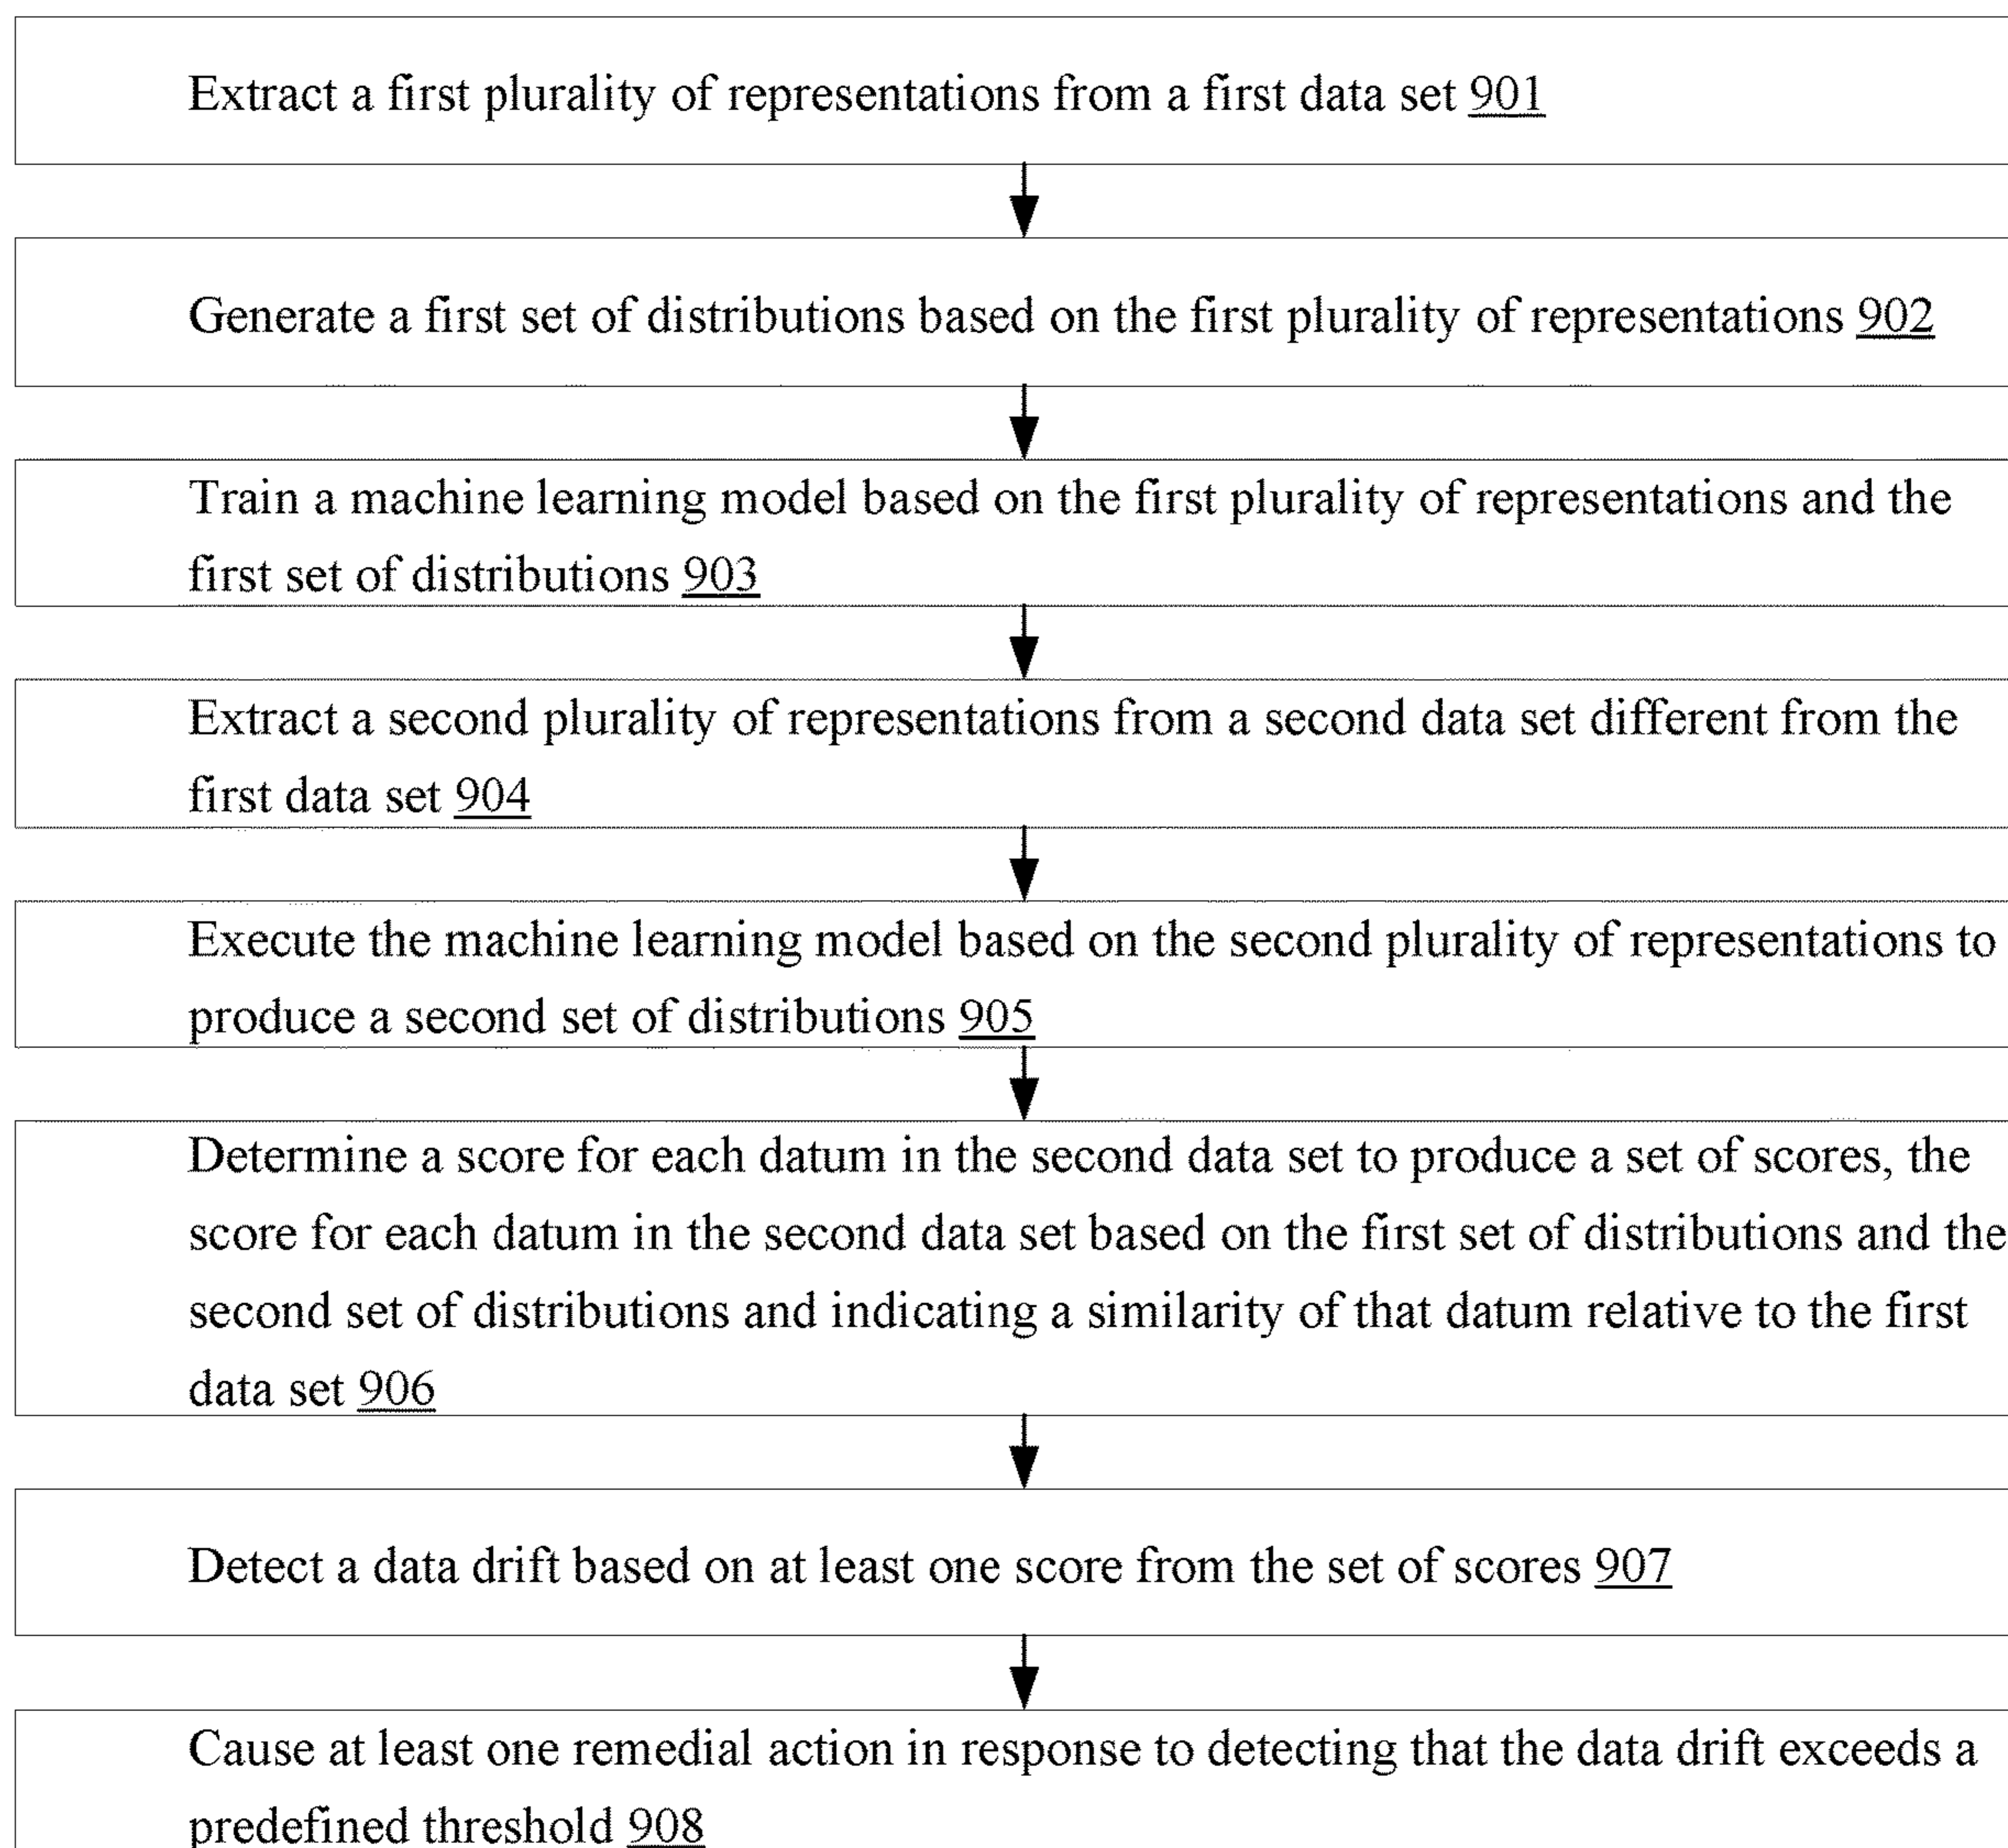 Extract a first plurality of representations from a first data set 901
Generate a first set of distributions based on the first plurality of representations 902
Train a machine learning model based on the first plurality of representations and the
first set of distributions 903
Extract a second plurality of representations from a second data set different from the
first data set 904
Execute the machine learning model based on the second plurality of representations to
produce a second set of distributions 905
Determine a score for each datum in the second data set to produce a set of scores, the
score for each datum in the second data set based on the first set of distributions and the
second set of distributions and indicating a similarity of that datum relative to the first
data set 906
Detect a data drift based on at least one score from the set of scores 907
Cause at least one remedial action in response to detecting that the data drift exceeds a
predefined threshold 908